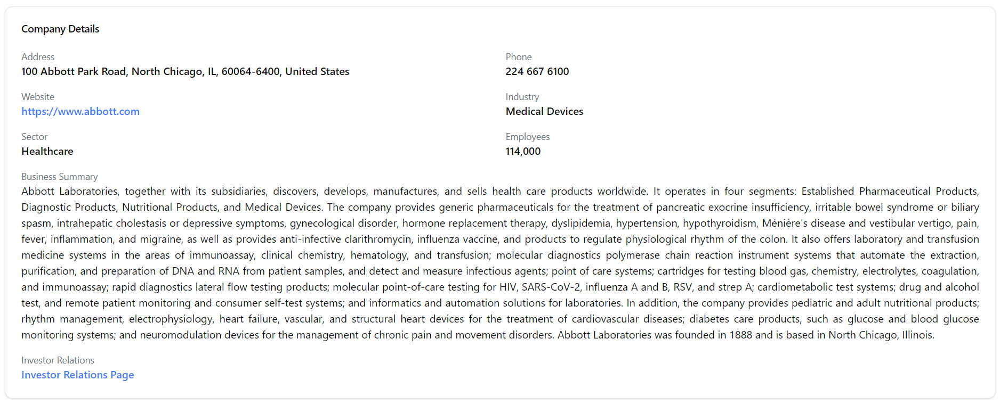 Company Details
Address
100 Abbott Park Road, North Chicago, IL, 60064-6400, United States
Phone
224 667 6100
Website
https://www.abbott.com
Industry
Medical Devices
Sector
Healthcare
Employees
114,000
Business Summary
Abbott Laboratories, together with its subsidiaries, discovers, develops, manufactures, and sells health care products worldwide. It operates in four segments: Established Pharmaceutical Products,
Diagnostic Products, Nutritional Products, and Medical Devices. The company provides generic pharmaceuticals for the treatment of pancreatic exocrine insufficiency, irritable bowel syndrome or biliary
spasm, intrahepatic cholestasis or depressive symptoms, gynecological disorder, hormone replacement therapy, dyslipidemia, hypertension, hypothyroidism, Ménière's disease and vestibular vertigo, pain,
fever, inflammation, and migraine, as well as provides anti-infective clarithromycin, influenza vaccine, and products to regulate physiological rhythm of the colon. It also offers laboratory and transfusion
medicine systems in the areas of immunoassay, clinical chemistry, hematology, and transfusion; molecular diagnostics polymerase chain reaction instrument systems that automate the extraction,
purification, and preparation of DNA and RNA from patient samples, and detect and measure infectious agents; point of care systems; cartridges for testing blood gas, chemistry, electrolytes, coagulation,
and immunoassay; rapid diagnostics lateral flow testing products; molecular point-of-care testing for HIV, SARS-CoV-2, influenza A and B, RSV, and strep A; cardiometabolic test systems; drug and alcohol
test, and remote patient monitoring and consumer self-test systems; and informatics and automation solutions for laboratories. In addition, the company provides pediatric and adult nutritional products;
rhythm management, electrophysiology, heart failure, vascular, and structural heart devices for the treatment of cardiovascular diseases; diabetes care products, such as glucose and blood glucose
monitoring systems; and neuromodulation devices for the management of chronic pain and movement disorders. Abbott Laboratories was founded in 1888 and is based in North Chicago, Illinois.
Investor Relations
Investor Relations Page